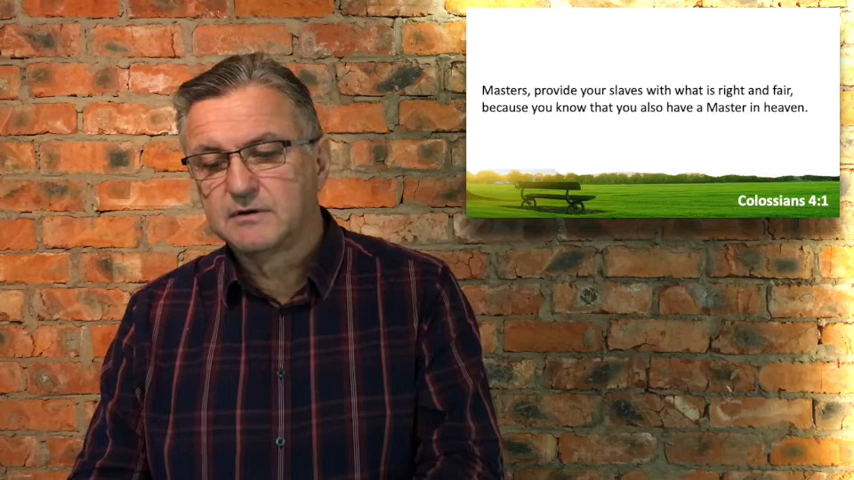 Masters, provide your slaves with what is right and fair,
because you know that you also have a Master in heaven.
Colossians 4:1